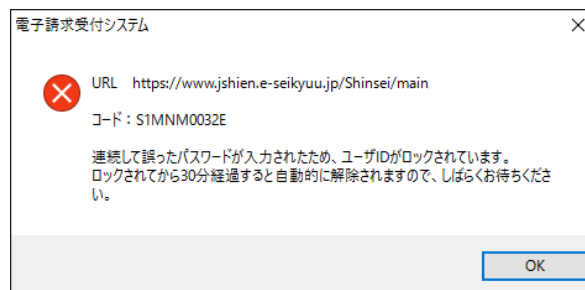 電子請求受付システム
URL https://www.jshien.e-seikyuu.jp/Shinsei/main
コード：S1MNM0032E
連続して誤ったパスワードが入力されたため、ユーザIDがロックされています。
ロックされてから30分経過すると自動的に解除されますので、しばらくお待ちくださ
い。
OK